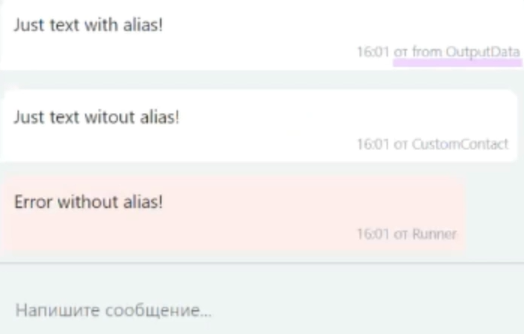 Just text with alias!
16:01 от from OutputData
Just text witout alias!
16:01 от CustomContact
Error without alias!
16:01 от Runner
Напишите сообщение...